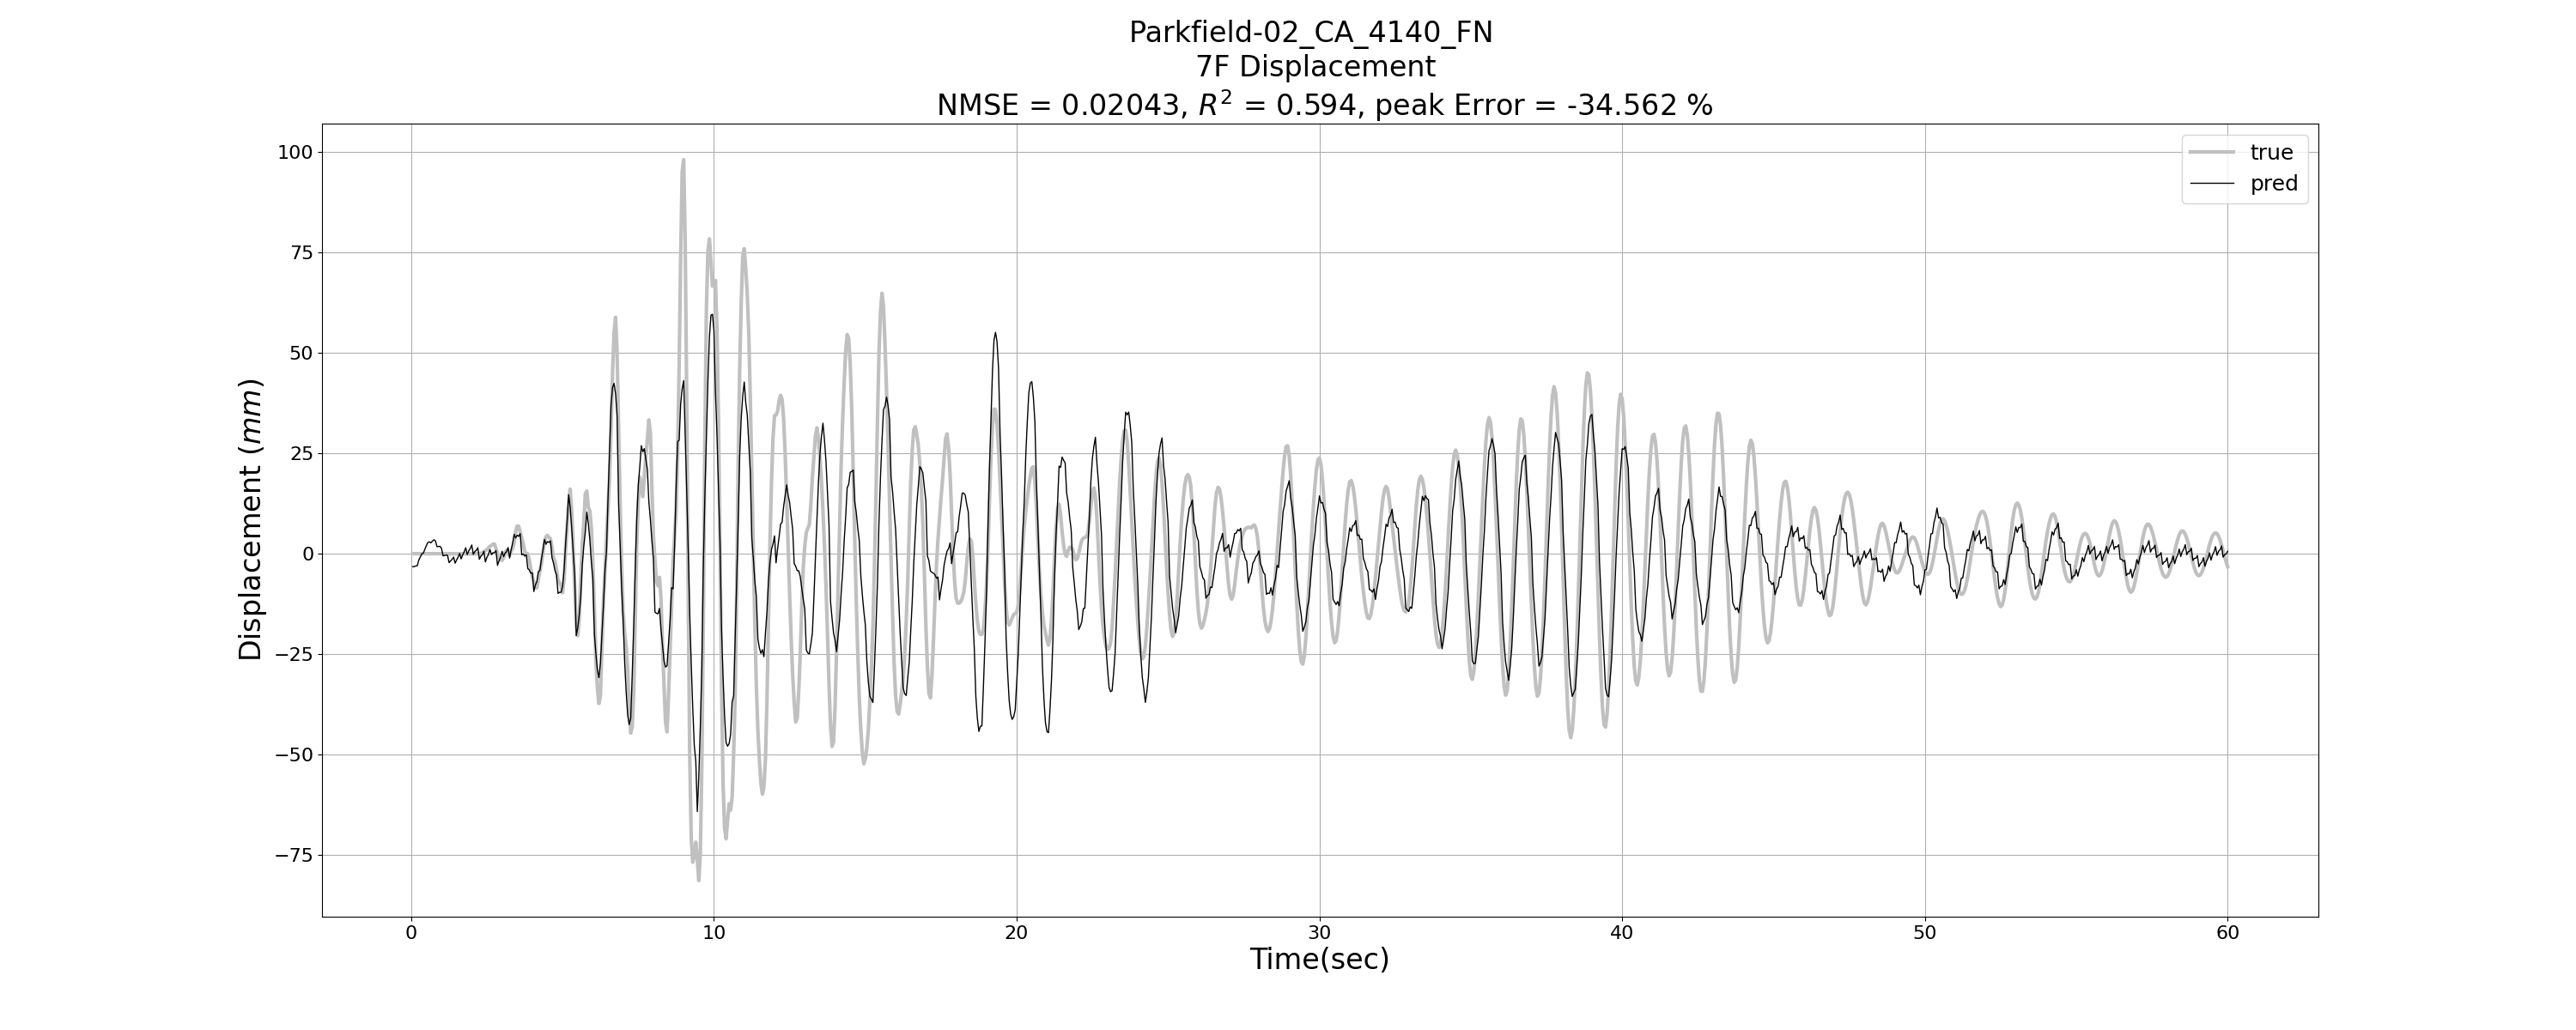 Parkfield-02_CA_4140_FN
7F Displacement
NMSE = 0.02043, R² = 0.594, peak Error = -34.562 %
true
pred
100
75
50
25
0
−25
−50
−75
Displacement (mm)
0 10 20 30 40 50 60
Time(sec)